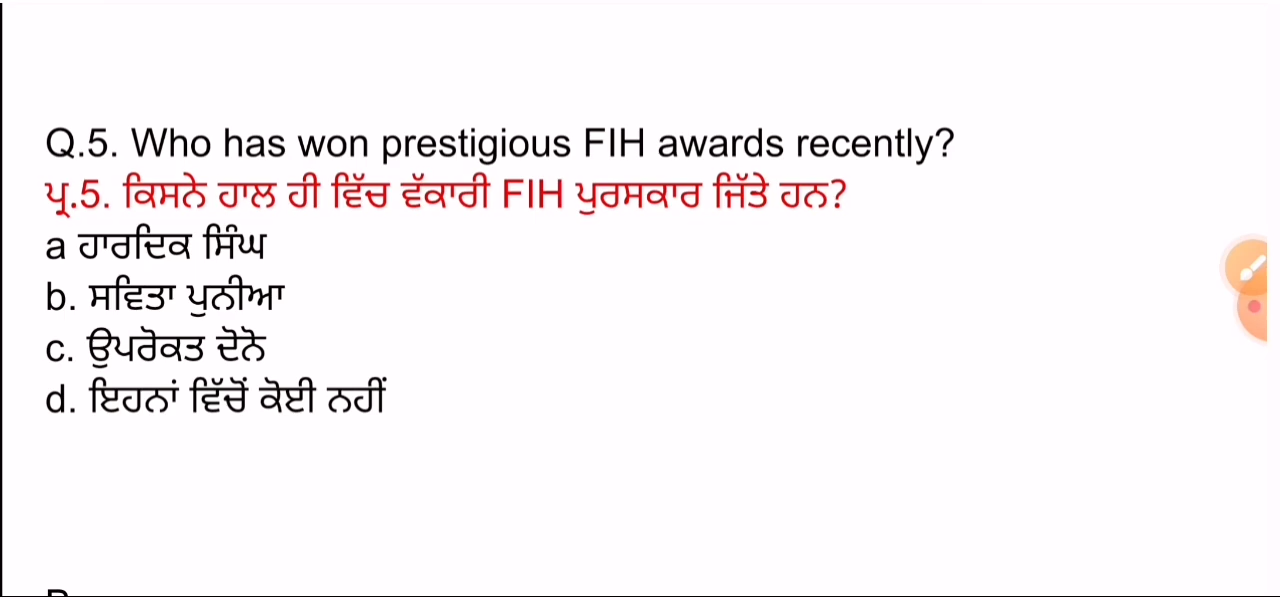 Q.5. Who has won prestigious FIH awards recently?
ਪ੍ਰ.5. ਕਿਸਨੇ ਹਾਲ ਹੀ ਵਿੱਚ ਵੱਕਾਰੀ FIH ਪੁਰਸਕਾਰ ਜਿੱਤੇ ਹਨ?
a ਹਾਰਦਿਕ ਸਿੰਘ
b. ਸਵਿਤਾ ਪੁਨੀਆ
c. ਉਪਰੋਕਤ ਦੋਨੋ
d. ਇਹਨਾਂ ਵਿੱਚੋਂ ਕੋਈ ਨਹੀਂ